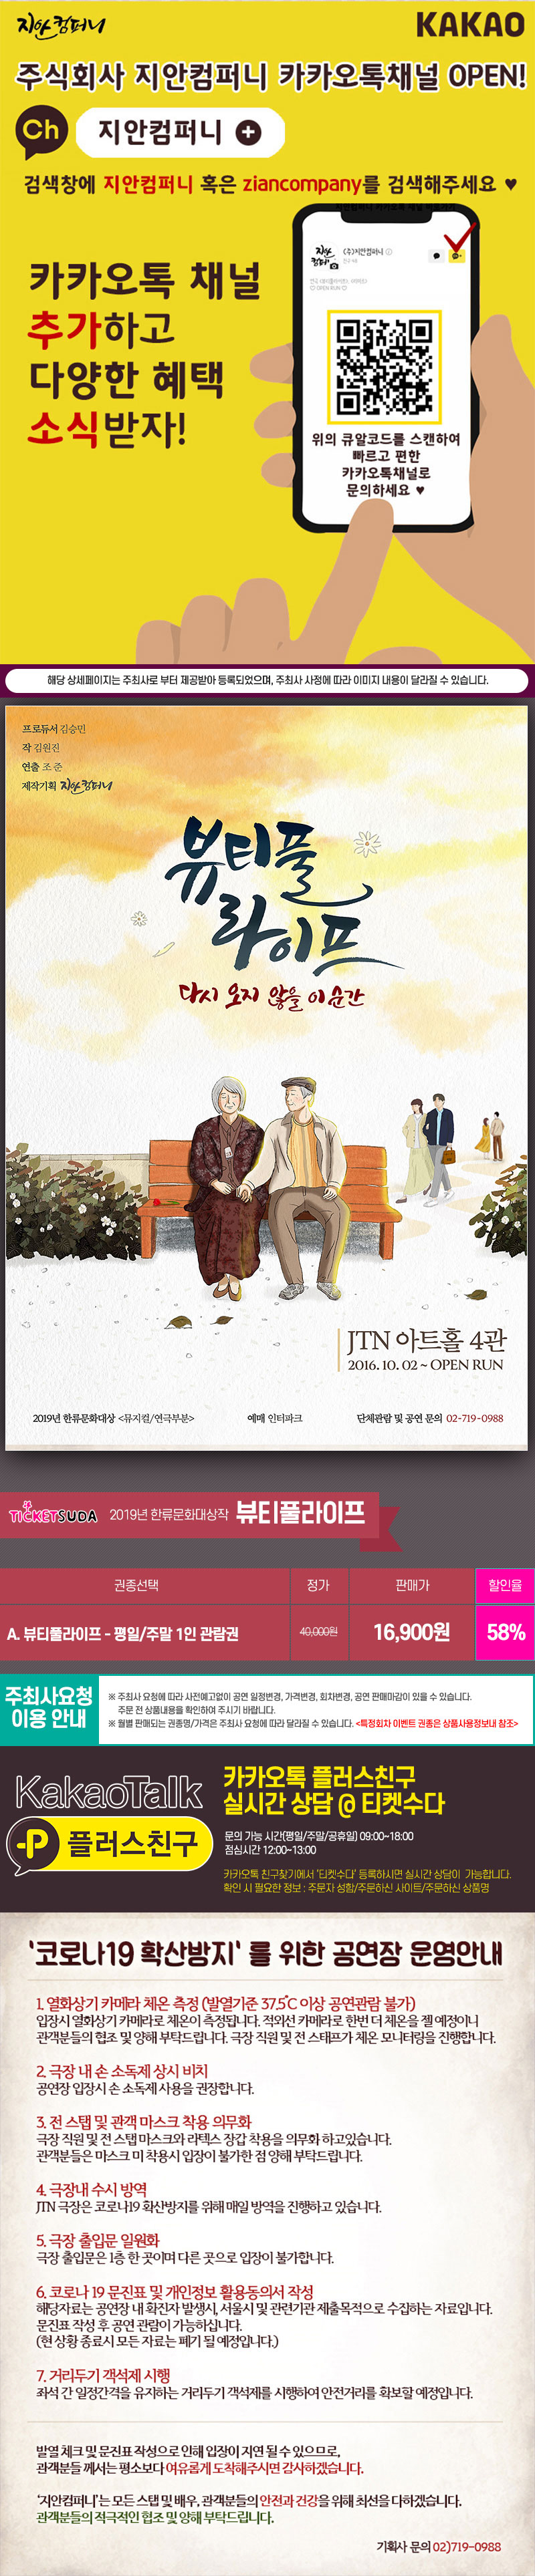 지안컴퍼니
KAKAO
주식회사 지안컴퍼니 카카오톡채널 OPEN!
Ch 지안컴퍼니 +
검색창에 지안컴퍼니 혹은 ziancompany를 검색해주세요 ♥
카카오톡 채널
추가하고
다양한 혜택
소식받자!
지안컴퍼니
(주)지안컴퍼니
위의 큐알코드를 스캔하여
빠르고 편한
카카오톡채널로
문의하세요 ♥
해당 상세페이지는 주최사로 부터 제공받아 등록되었으며, 주최사 사정에 따라 이미지 내용이 달라질 수 있습니다.
프로듀서 김승민
작 김원진
연출 조 준
제작기획 지안컴퍼니
뷰티풀
라이프
다시 오지 않을 이 순간
JTN 아트홀 4관
2016. 10. 02 ~ OPEN RUN
2019년 한류문화대상 <뮤지컬/연극부분>
예매 인터파크
단체관람 및 공연 문의 02-719-0988
TICKETSUDA 2019년 한류문화대상작 뷰티풀라이프
권종선택 정가 판매가 할인율
A. 뷰티풀라이프 - 평일/주말 1인 관람권 40,000원 16,900원 58%
주최사요청
이용 안내
※ 주최사 요청에 따라 사전예고없이 공연 일정변경, 가격변경, 회차변경, 공연 판매마감이 있을 수 있습니다.
주문 전 상품내용을 확인하여 주시기 바랍니다.
※ 월별 판매되는 권종명/가격은 주최사 요청에 따라 달라질 수 있습니다. <특정회차 이벤트 권종은 상품사용정보내 참조>
KakaoTalk
P 플러스친구
카카오톡 플러스친구
실시간 상담 @ 티켓수다
문의 가능 시간(평일/주말/공휴일) 09:00~18:00
점심시간 12:00~13:00
카카오톡 친구찾기에서 '티켓수다' 등록하시면 실시간 상담이 가능합니다.
확인 시 필요한 정보 : 주문자 성함/주문하신 사이트/주문하신 상품명
'코로나19 확산방지' 를 위한 공연장 운영안내
1. 열화상기 카메라 체온 측정 (발열기준 37.5°C 이상 공연관람 불가)
입장시 열화상기 카메라로 체온이 측정됩니다. 적외선 카메라로 한번 더 체온을 젤 예정이니
관객분들의 협조 및 양해 부탁드립니다. 극장 직원 및 전 스태프가 체온 모니터링을 진행합니다.
2. 극장 내 손 소독제 상시 비치
공연장 입장시 손 소독제 사용을 권장합니다.
3. 전 스탭 및 관객 마스크 착용 의무화
극장 직원 및 전 스탭 마스크와 라텍스 장갑 착용을 의무화 하고있습니다.
관객분들은 마스크 미 착용시 입장이 불가한 점 양해 부탁드립니다.
4. 극장내 수시 방역
JTN 극장은 코로나19 확산방지를 위해 매일 방역을 진행하고 있습니다.
5. 극장 출입문 일원화
극장 출입문은 1층 한 곳이며 다른 곳으로 입장이 불가합니다.
6. 코로나 19 문진표 및 개인정보 활용동의서 작성
해당자료는 공연장 내 확진자 발생시, 서울시 및 관련기관 제출목적으로 수집하는 자료입니다.
문진표 작성 후 공연 관람이 가능하십니다.
(현 상황 종료시 모든 자료는 폐기 될 예정입니다.)
7. 거리두기 객석제 시행
좌석 간 일정간격을 유지하는 거리두기 객석제를 시행하여 안전거리를 확보할 예정입니다.
발열 체크 및 문진표 작성으로 인해 입장이 지연 될 수 있으므로,
관객분들 께서는 평소보다 여유롭게 도착해주시면 감사하겠습니다.
'지안컴퍼니'는 모든 스탭 및 배우, 관객분들의 안전과 건강을 위해 최선을 다하겠습니다.
관객분들의 적극적인 협조 및 양해 부탁드립니다.
기획사 문의 02)719-0988